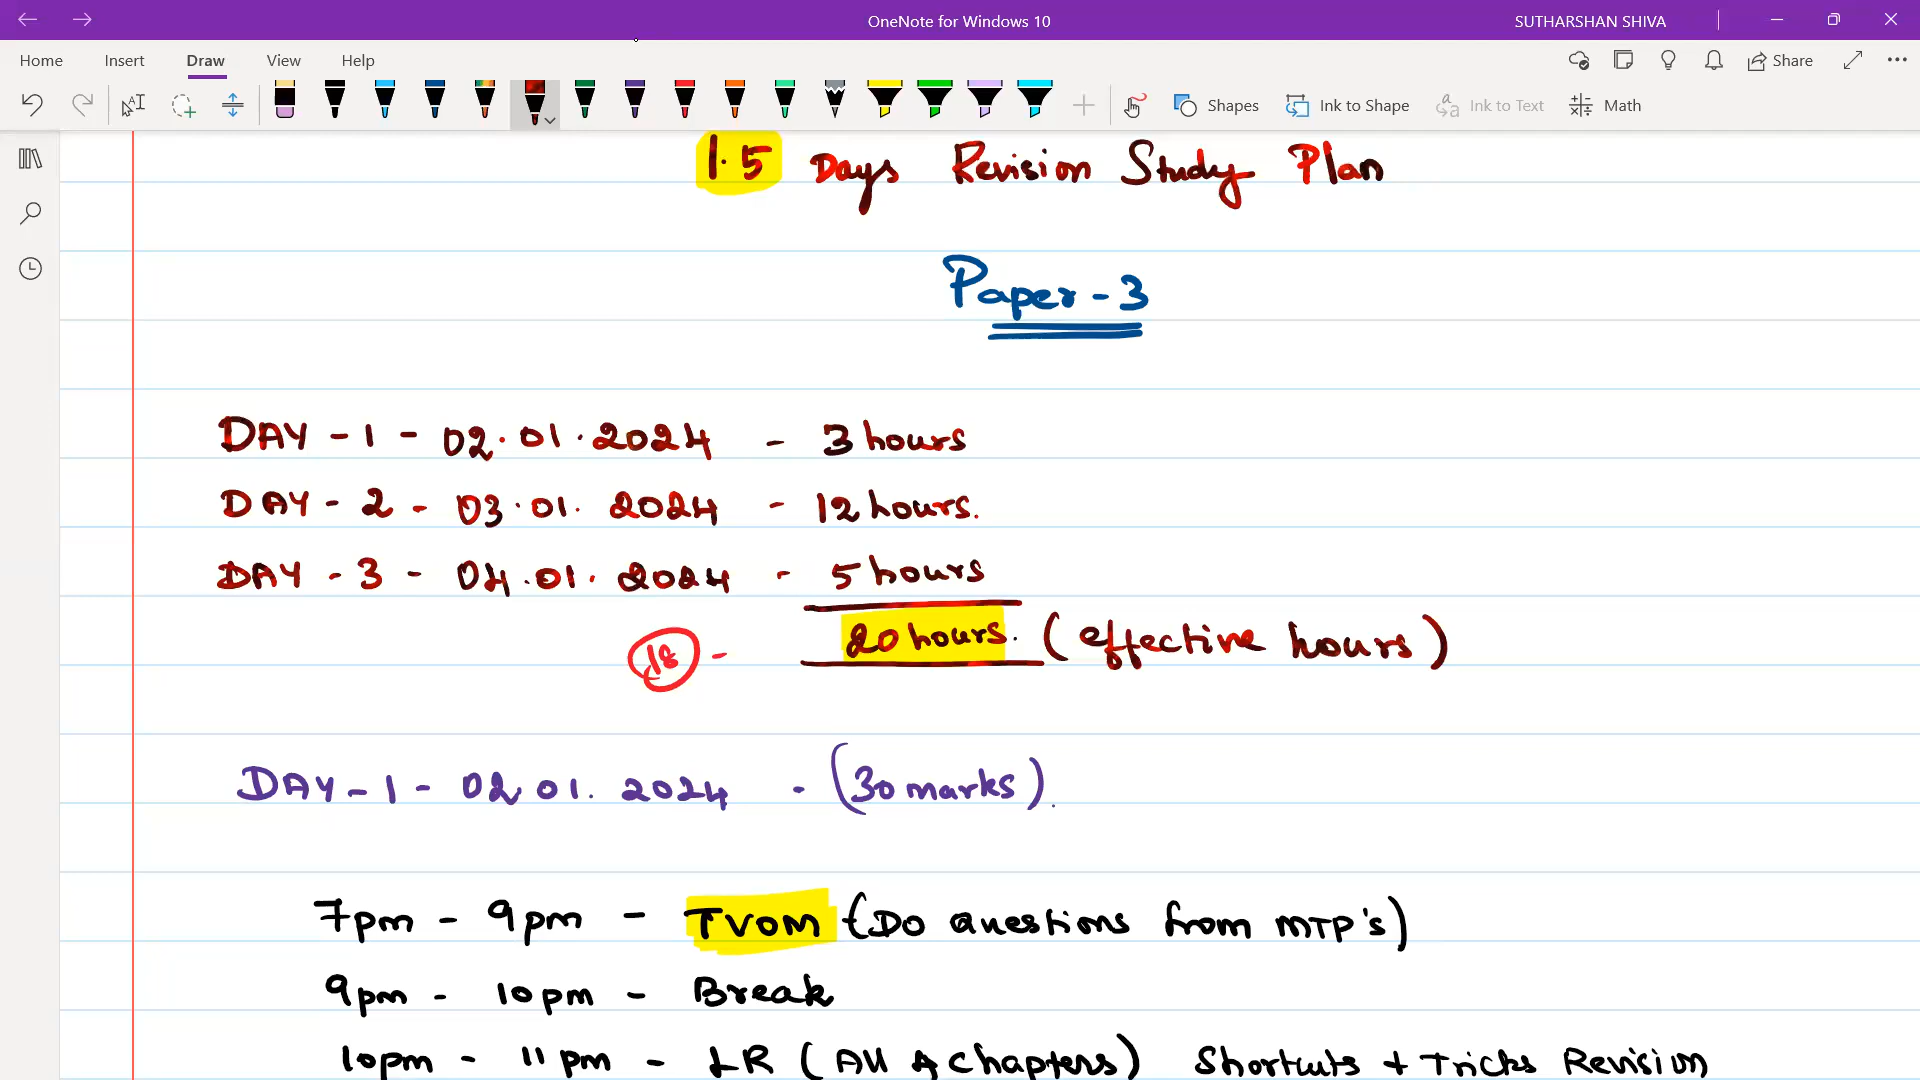 OneNote for Windows 10
SUTHARSHAN SHIVA
Home Insert Draw View Help
Share
Shapes Ink to Shape Ink to Text Math
1.5 Days Revision Study Plan
Paper - 3
DAY - 1 - 02.01.2024 - 3 hours
DAY - 2 - 03.01.2024 - 12 hours.
DAY - 3 - 04.01.2024 - 5 hours
18 - 20 hours. (effective hours)
DAY - 1 - 02 01. 2024 - (30 marks).
7pm - 9pm - TVOM (DO questions from MTP's)
9pm - 10pm - Break
10pm - 11pm - LR (All 4 chapters) Shortcuts + Tricks Revision